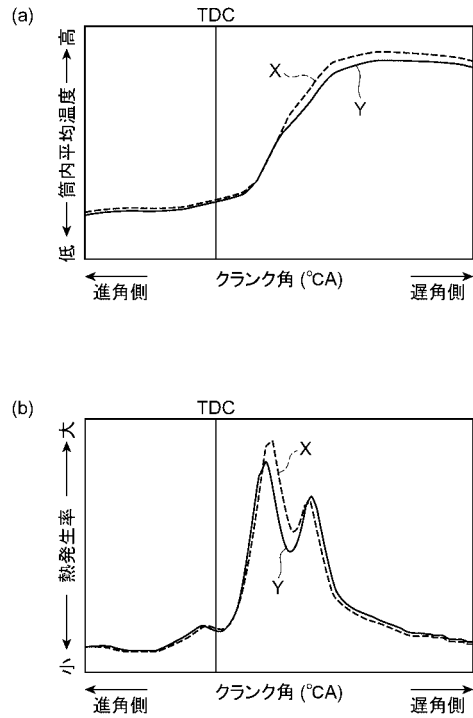 (a)
TDC
低 ← 筒内平均温度 → 高
X
Y
進角側
クランク角 (°CA)
遅角側
(b)
TDC
小 ← 熱発生率 → 大
X
Y
進角側
クランク角 (°CA)
遅角側